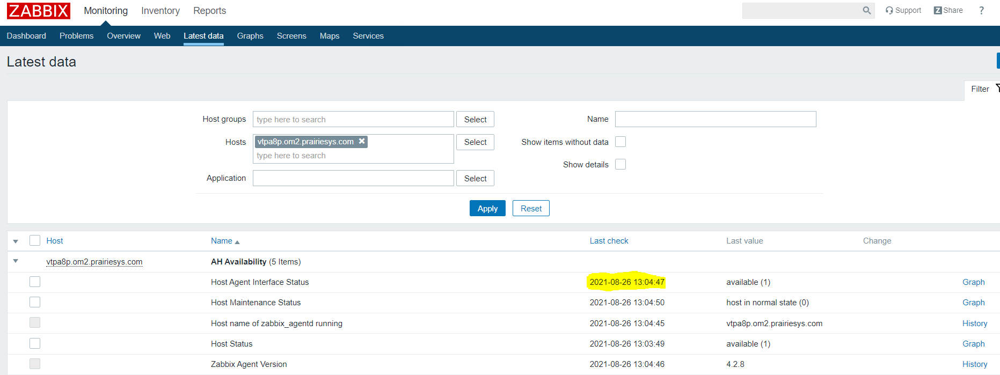 ZABBIX Monitoring Inventory Reports Support Z Share ?
Dashboard Problems Overview Web Latest data Graphs Screens Maps Services
Latest data
Filter
Host groups type here to search Select Name
Hosts vtpa8p.om2.prairiesys.com Select Show items without data
type here to search
Show details
Application Select
Apply Reset
Host Name Last check Last value Change
vtpa8p.om2.prairiesys.com AH Availability (5 Items)
Host Agent Interface Status 2021-08-26 13:04:47 available (1) Graph
Host Maintenance Status 2021-08-26 13:04:50 host in normal state (0) Graph
Host name of zabbix_agentd running 2021-08-26 13:04:45 vtpa8p.om2.prairiesys.com History
Host Status 2021-08-26 13:03:49 available (1) Graph
Zabbix Agent Version 2021-08-26 13:04:46 4.2.8 History